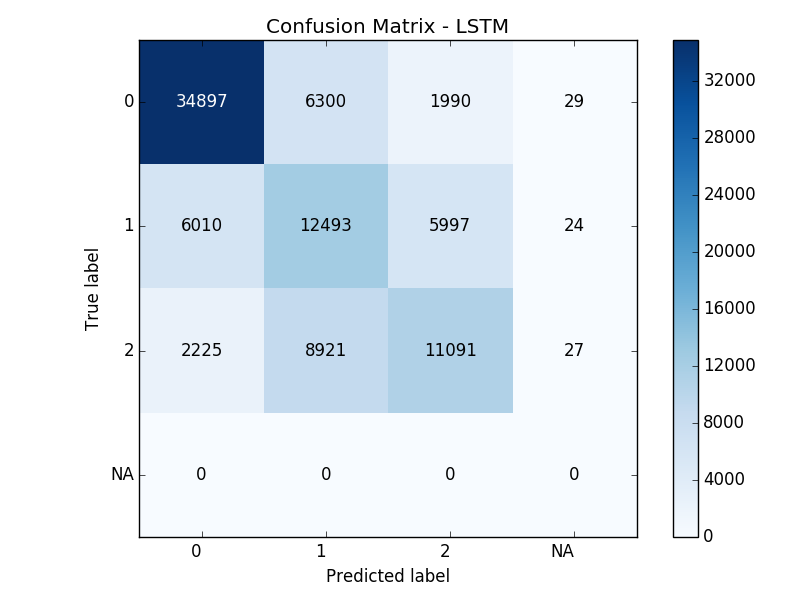 Confusion Matrix - LSTM
True label
0 34897 6300 1990 29
1 6010 12493 5997 24
2 2225 8921 11091 27
NA 0 0 0 0
0 1 2 NA
Predicted label
32000
28000
24000
20000
16000
12000
8000
4000
0